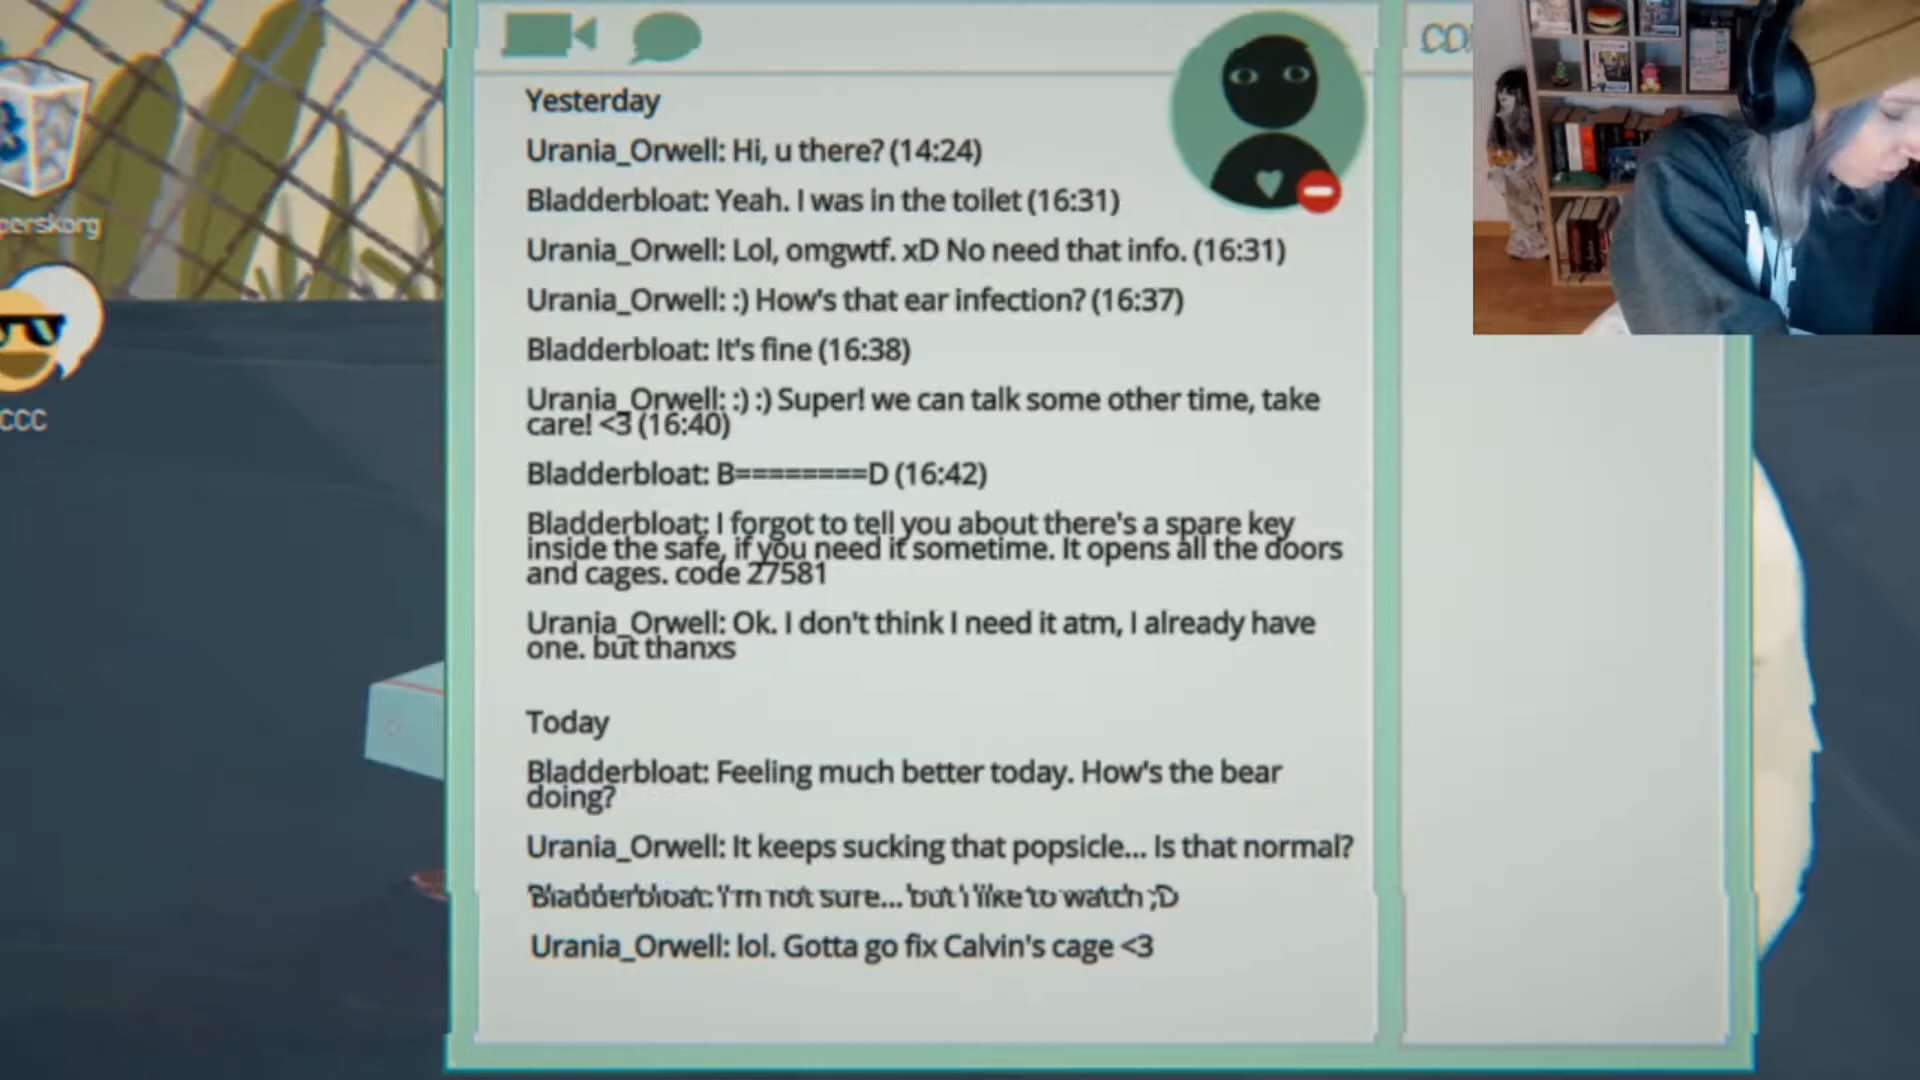 CO
Yesterday
Urania_Orwell: Hi, u there? (14:24)
Bladderbloat: Yeah. I was in the toilet (16:31)
Urania_Orwell: Lol, omgwtf. xD No need that info. (16:31)
perskorg
Urania_Orwell: :) How's that ear infection? (16:37)
Bladderbloat: It's fine (16:38)
Urania_Orwell: :) :) Super! we can talk some other time, take
care! <3 (16:40)
CCC
Bladderbloat: B========D (16:42)
Bladderbloat: I forgot to tell you about there's a spare key
inside the safe, if you need it sometime. It opens all the doors
and cages. code 27581
Urania_Orwell: Ok. I don't think I need it atm, I already have
one. but thanxs
Today
Bladderbloat: Feeling much better today. How's the bear
doing?
Urania_Orwell: It keeps sucking that popsicle... Is that normal?
Bladderbloat: I'm not sure... but I like to watch ;D
Urania_Orwell: lol. Gotta go fix Calvin's cage <3